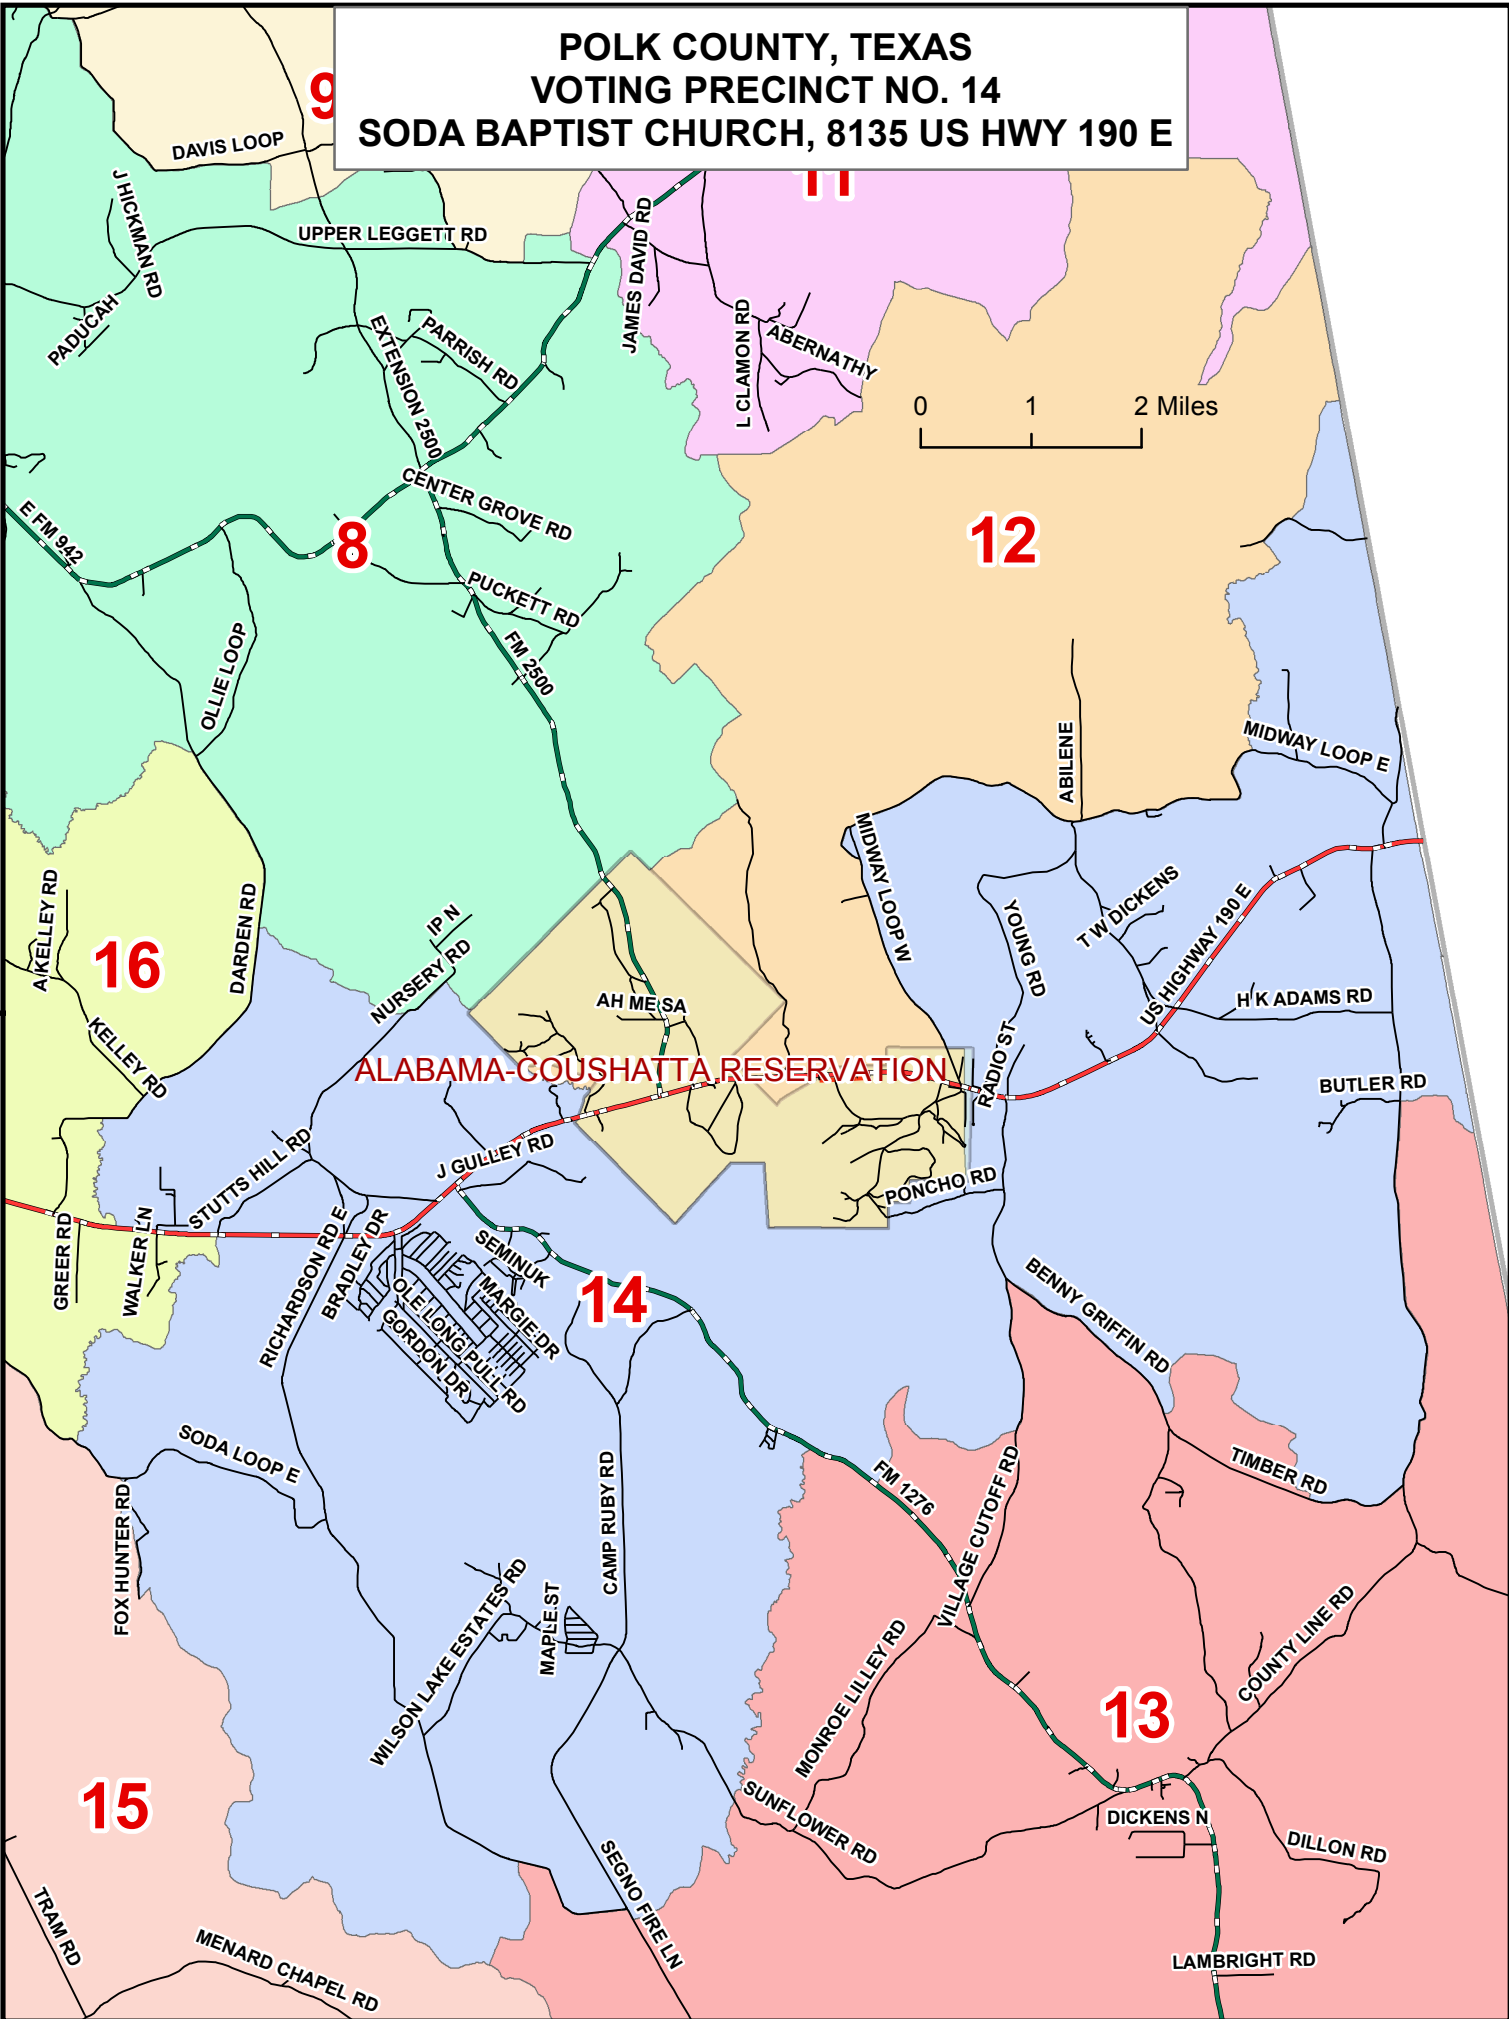 POLK COUNTY, TEXAS
VOTING PRECINCT NO. 14
SODA BAPTIST CHURCH, 8135 US HWY 190 E
9
11
DAVIS LOOP
J HICKMAN RD
UPPER LEGGETT RD
JAMES DAVID RD
PADUCAH
EXTENSION 2500
PARRISH RD
L CLAMON RD
ABERNATHY
0 1 2 Miles
CENTER GROVE RD
E FM 942
8
12
PUCKETT RD
OLLIE LOOP
FM 2500
ABILENE
MIDWAY LOOP E
MIDWAY LOOP W
A KELLEY RD
DARDEN RD
IP N
T W DICKENS
YOUNG RD
US HIGHWAY 190 E
16
NURSERY RD
AH ME SA
H K ADAMS RD
KELLEY RD
ALABAMA-COUSHATTA RESERVATION
RADIO ST
BUTLER RD
STUTTS HILL RD
J GULLEY RD
PONCHO RD
GREER RD
WALKER LN
RICHARDSON RD E
BRADLEY DR
SEMINUK
14
BENNY GRIFFIN RD
MARGIE DR
OLE LONG PULL RD
GORDON DR
SODA LOOP E
FOX HUNTER RD
CAMP RUBY RD
FM 1276
VILLAGE CUTOFF RD
TIMBER RD
WILSON LAKE ESTATES RD
MAPLE ST
MONROE LILLEY RD
COUNTY LINE RD
13
15
SUNFLOWER RD
DICKENS N
DILLON RD
SEGNO FIRE LN
TRAM RD
MENARD CHAPEL RD
LAMBRIGHT RD